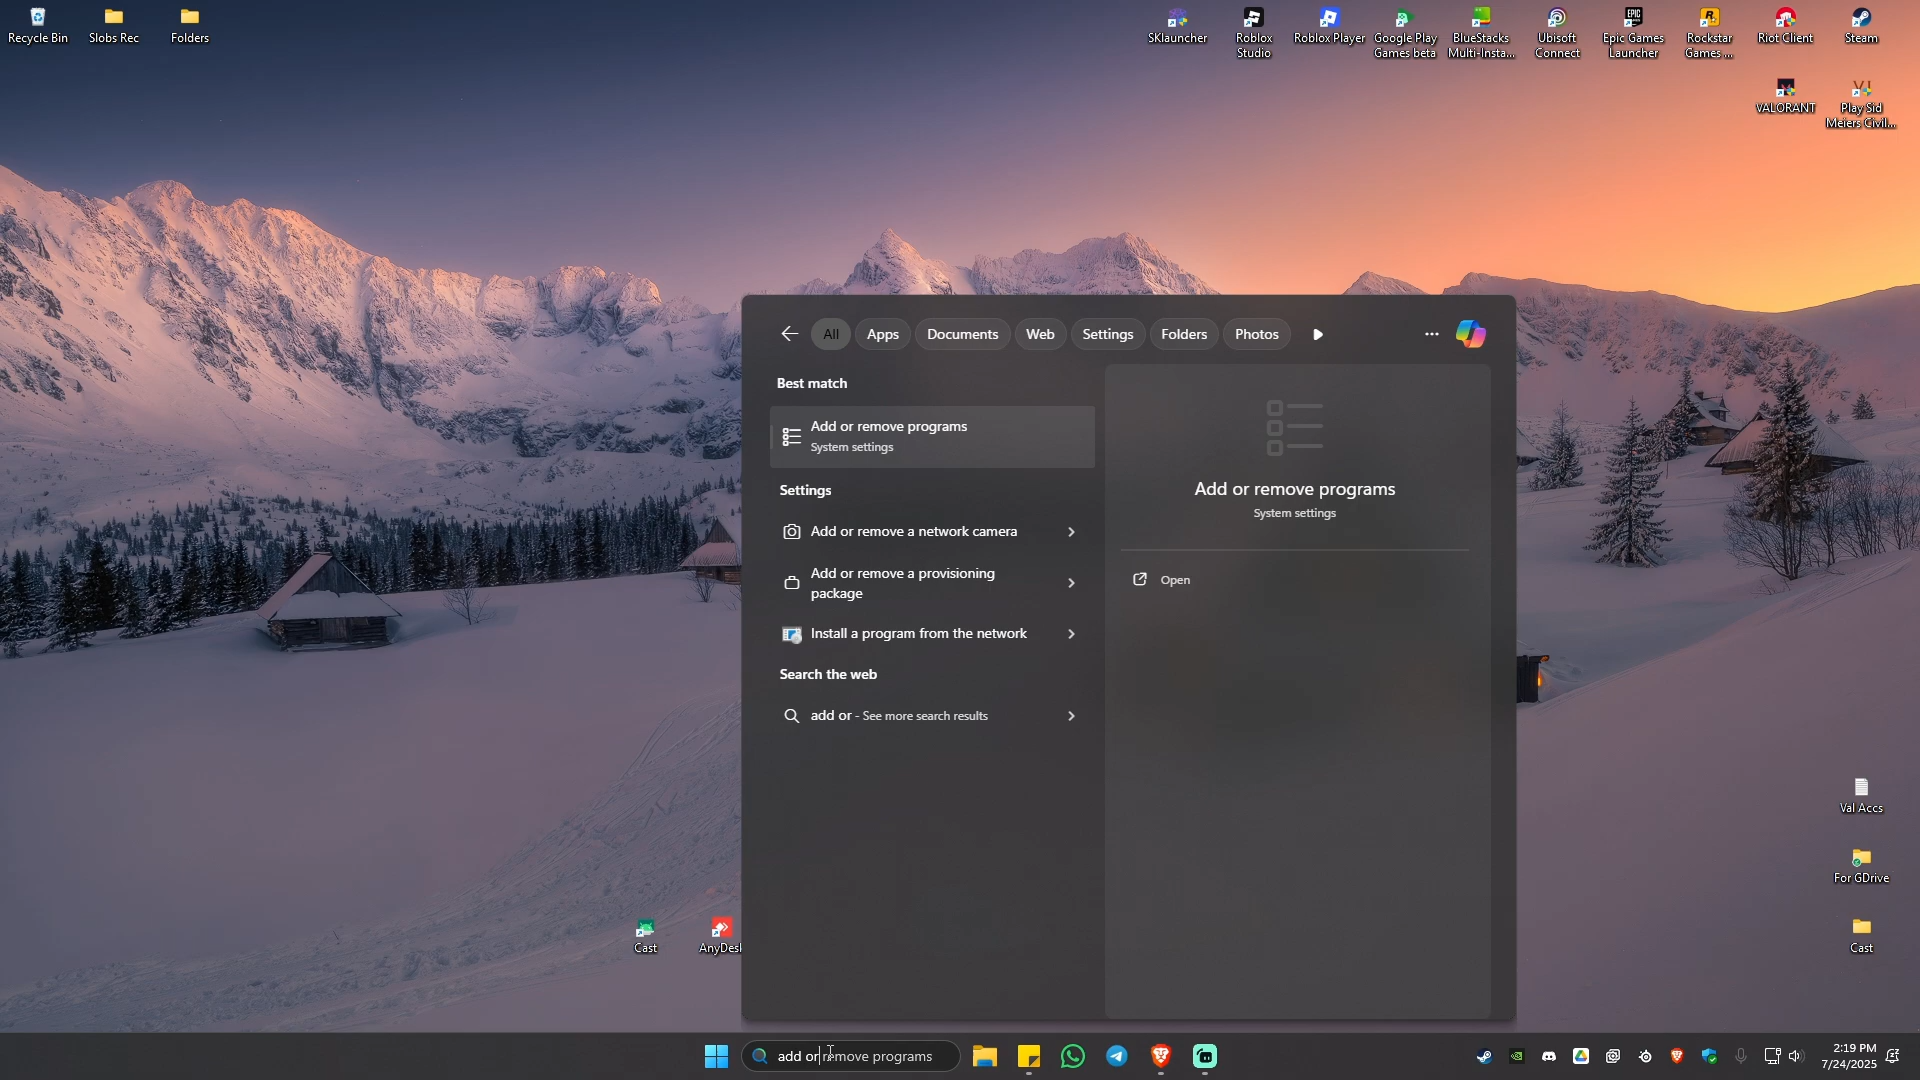 Recycle Bin
Slobs Rec
Folders
SKlauncher
Roblox
Studio
Roblox Player
Google Play
Games beta
BlueStacks
Multi-Insta...
Ubisoft
Connect
Epic Games
Launcher
Rockstar
Games ...
Riot Client
Steam
VALORANT
Play Sid
Meiers Civil...
All
Apps
Documents
Web
Settings
Folders
Photos
Best match
Add or remove programs
System settings
Settings
Add or remove a network camera
Add or remove a provisioning
package
Install a program from the network
Search the web
add or - See more search results
Add or remove programs
System settings
Open
Val Accs
For GDrive
Cast
Cast
AnyDesk
add or remove programs
2:19 PM
7/24/2025